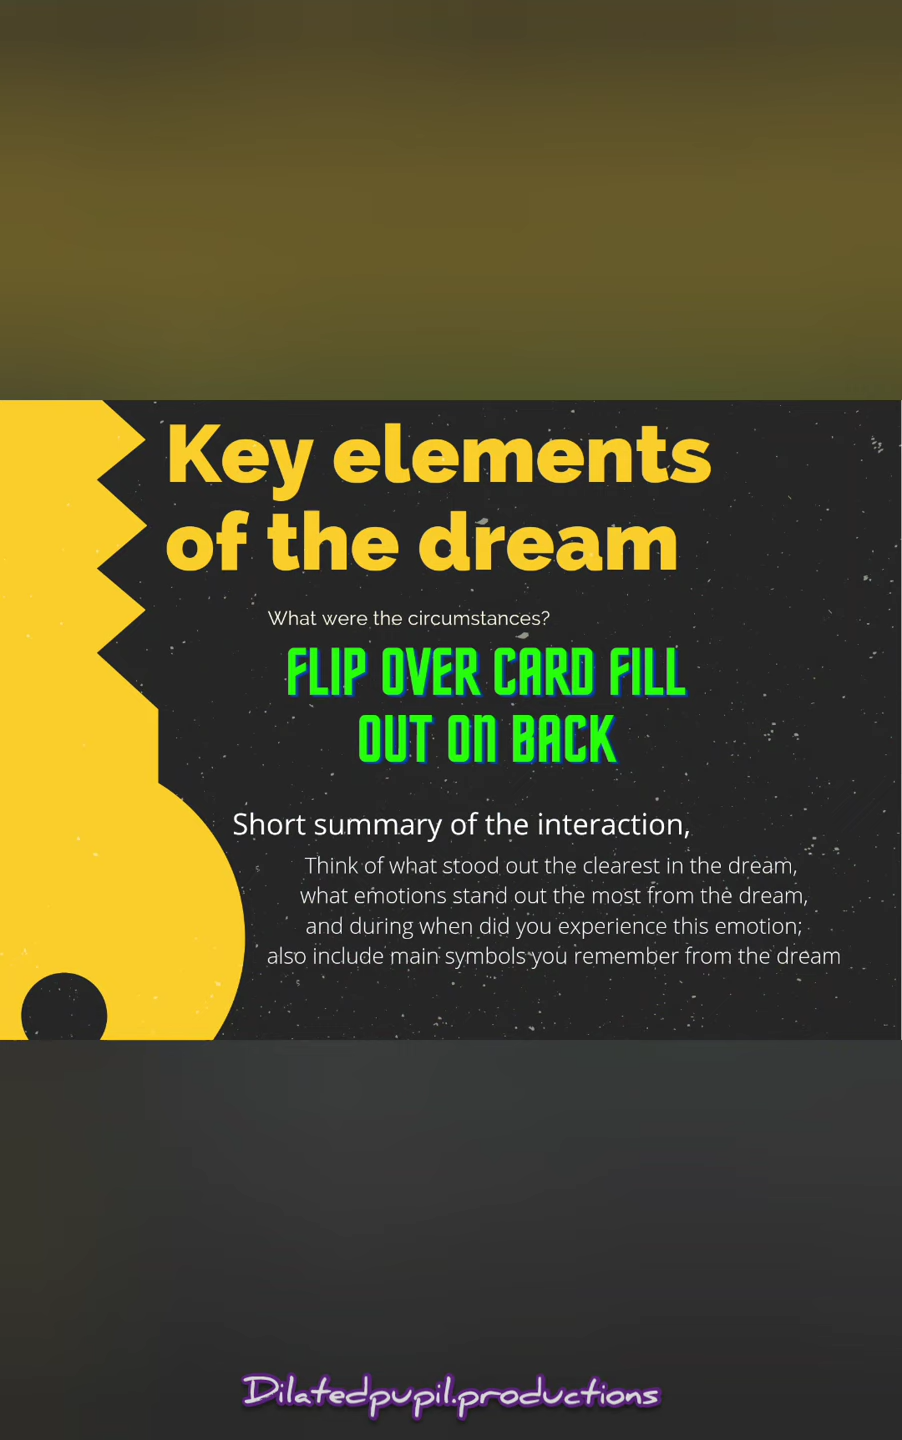 Key elements
of the dream
What were the circumstances?
FLIP OVER CARD FILL
OUT ON BACK
Short summary of the interaction,
Think of what stood out the clearest in the dream,
what emotions stand out the most from the dream,
and during when did you experience this emotion;
also include main symbols you remember from the dream
Dilatedpupil.productions